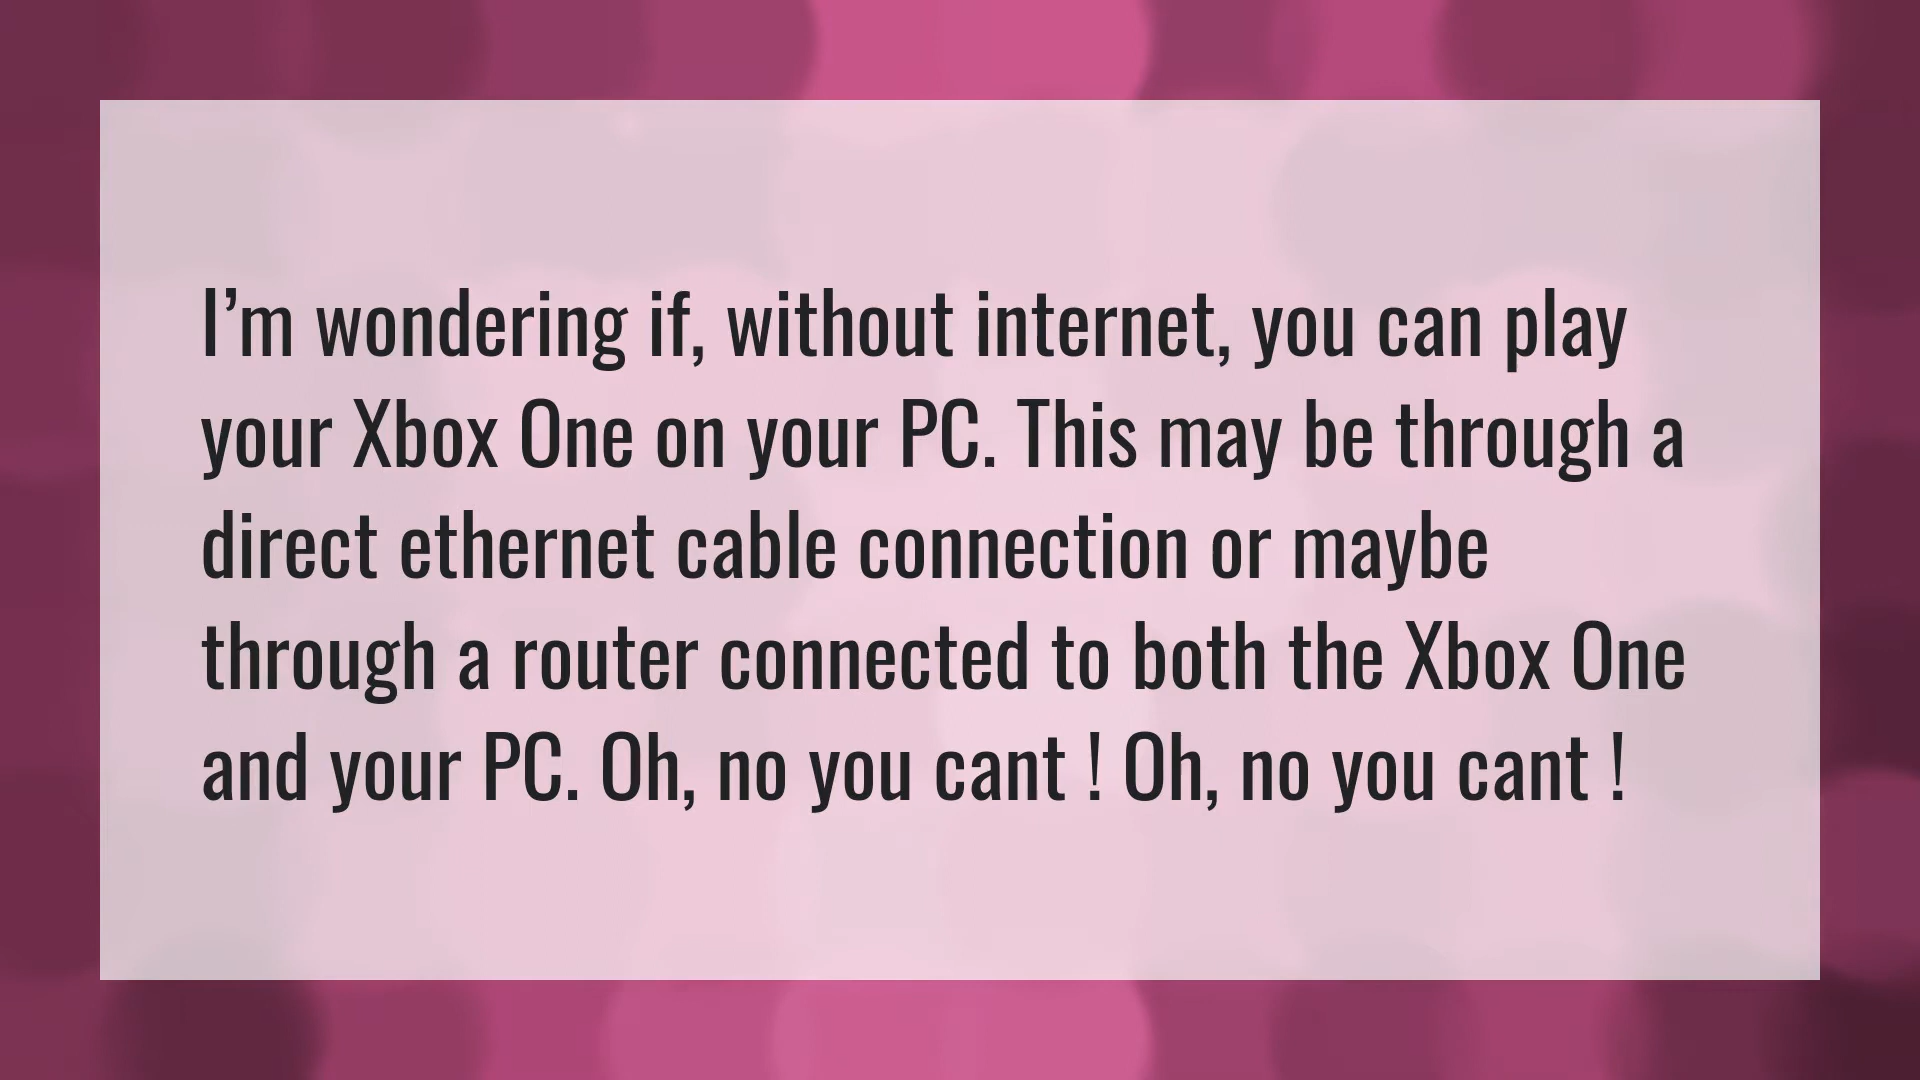 I’m wondering if, without internet, you can play
your Xbox One on your PC. This may be through a
direct ethernet cable connection or maybe
through a router connected to both the Xbox One
and your PC. Oh, no you cant ! Oh, no you cant !